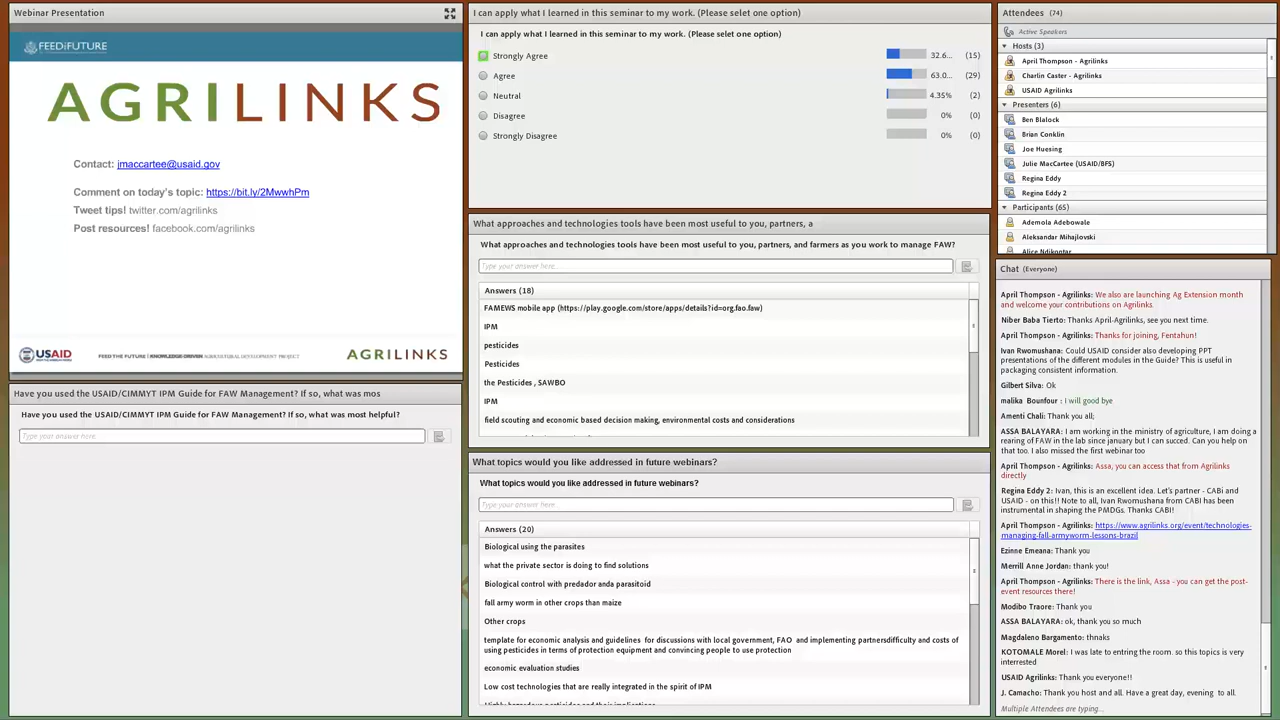 Webinar Presentation
FEED the FUTURE
AGRILINKS
Contact: jmaccartee@usaid.gov
Comment on today's topic: https://bit.ly/2MwwhPm
Tweet tips! twitter.com/agrilinks
Post resources! facebook.com/agrilinks
USAID
AGRILINKS
Have you used the USAID/CIMMYT IPM Guide for FAW Management? If so, what was mos
Have you used the USAID/CIMMYT IPM Guide for FAW Management? If so, what was most helpful?
Type your answer here.
I can apply what I learned in this seminar to my work. (Please selet one option)
I can apply what I learned in this seminar to my work. (Please selet one option)
Strongly Agree 32.6... (15)
Agree 63.0... (29)
Neutral 4.35% (2)
Disagree 0% (0)
Strongly Disagree 0% (0)
What approaches and technologies tools have been most useful to you, partners, a
What approaches and technologies tools have been most useful to you, partners, and farmers as you work to manage FAW?
Type your answer here...
Answers (18)
FAMEWS mobile app (https://play.google.com/store/apps/details?id=org.fao.faw)
IPM
pesticides
Pesticides
the Pesticides , SAWBO
IPM
field scouting and economic based decision making, environmental costs and considerations
What topics would you like addressed in future webinars?
What topics would you like addressed in future webinars?
Type your answer here...
Answers (20)
Biological using the parasites
what the private sector is doing to find solutions
Biological control with predador anda parasitoid
fall army worm in other crops than maize
Other crops
template for economic analysis and guidelines for discussions with local government, FAO and implementing partnersdifficulty and costs of
using pesticides in terms of protection equipment and convincing people to use protection
economic evaluation studies
Low cost technologies that are really integrated in the spirit of IPM
Highly hazardous pesticides and their implications
Attendees (74)
Active Speakers
Hosts (3)
April Thompson - Agrilinks
Charlin Caster - Agrilinks
USAID Agrilinks
Presenters (6)
Ben Blalock
Brian Conklin
Joe Huesing
Julie MacCartee (USAID/BFS)
Regina Eddy
Regina Eddy 2
Participants (65)
Ademola Adebowale
Aleksandar Mihajlovski
Alice Ndikontar
Chat (Everyone)
April Thompson - Agrilinks: We also are launching Ag Extension month
and welcome your contributions on Agrilinks.
Niber Baba Tierto: Thanks April-Agrilinks, see you next time.
April Thompson - Agrilinks: Thanks for joining, Fentahun!
Ivan Rwomushana: Could USAID consider also developing PPT
presentations of the different modules in the Guide? This is useful in
packaging consistent information.
Gilbert Silva: Ok
malika Bounfour : I will good bye
Amenti Chali: Thank you all;
ASSA BALAYARA: I am working in the ministry of agriculture, I am doing a
rearing of FAW in the lab since january but I can succed. Can you help on
that too. I also missed the first webinar too
April Thompson - Agrilinks: Assa, you can access that from Agrilinks
directly
Regina Eddy 2: Ivan, this is an excellent idea. Let's partner - CABi and
USAID - on this!! Note to all, Ivan Rwomushana from CABI has been
instrumental in shaping the PMDGs. Thanks CABI!
April Thompson - Agrilinks: https://www.agrilinks.org/event/technologies-
managing-fall-armyworm-lessons-brazil
Ezinne Emeana: Thank you
Merrill Anne Jordan: thank you!
April Thompson - Agrilinks: There is the link, Assa - you can get the post-
event resources there!
Modibo Traore: Thank you
ASSA BALAYARA: ok, thank you so much
Magdaleno Bargamento: thnaks
KOTOMALE Morel: I was late to entring the room. so this topics is very
interrested
USAID Agrilinks: Thank you everyone!!
J. Camacho: Thank you host and all. Have a great day, evening to all.
Multiple Attendees are typing...